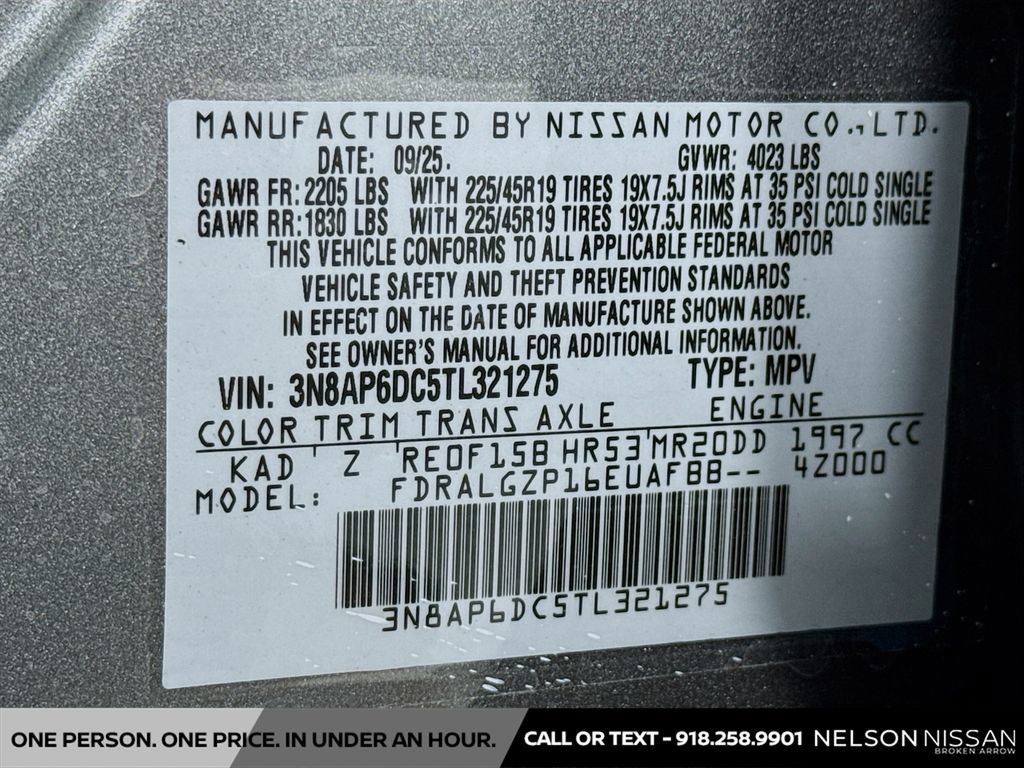 MANUFACTURED BY NISSAN MOTOR CO.,LTD.
DATE: 09/25. GVWR: 4023 LBS
GAWR FR: 2205 LBS WITH 225/45R19 TIRES 19X7.5J RIMS AT 35 PSI COLD SINGLE
GAWR RR: 1830 LBS WITH 225/45R19 TIRES 19X7.5J RIMS AT 35 PSI COLD SINGLE
THIS VEHICLE CONFORMS TO ALL APPLICABLE FEDERAL MOTOR
VEHICLE SAFETY AND THEFT PREVENTION STANDARDS
IN EFFECT ON THE DATE OF MANUFACTURE SHOWN ABOVE.
SEE OWNER'S MANUAL FOR ADDITIONAL INFORMATION.
VIN: 3N8AP6DC5TL321275 TYPE: MPV
COLOR TRIM TRANS AXLE ENGINE
KAD Z RE0F15B HR53 MR20DD 1997 CC
MODEL: FDRALGZP16EUAFBB-- 4Z000
3N8AP6DC5TL321275
ONE PERSON. ONE PRICE. IN UNDER AN HOUR. CALL OR TEXT - 918.258.9901 NELSON NISSAN
BROKEN ARROW